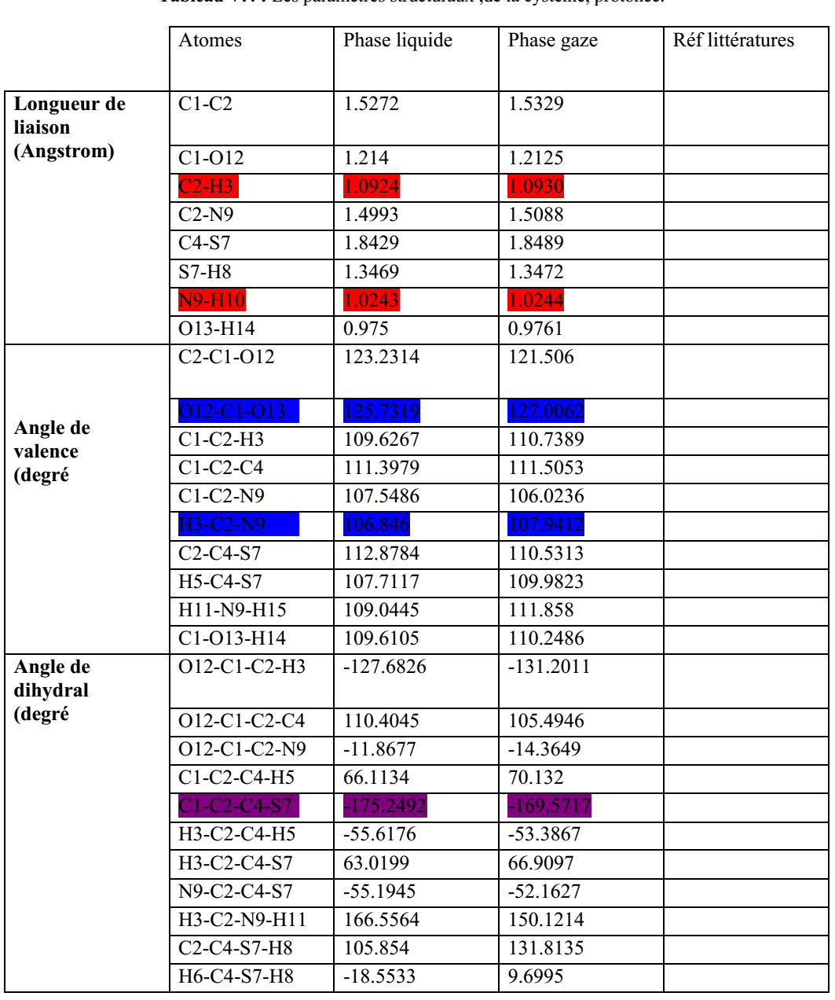 Tableau V.1 : Les paramètres structuraux ,de la cystéine, protonée.
Atomes Phase liquide Phase gaze Réf littératures
Longueur de liaison (Angstrom) C1-C2 1.5272 1.5329
C1-O12 1.214 1.2125
C2-H3 1.0924 1.0930
C2-N9 1.4993 1.5088
C4-S7 1.8429 1.8489
S7-H8 1.3469 1.3472
N9-H10 1.0243 1.0244
O13-H14 0.975 0.9761
Angle de valence (degré C2-C1-O12 123.2314 121.506
O12-C1-O13 125.7319 127.0062
C1-C2-H3 109.6267 110.7389
C1-C2-C4 111.3979 111.5053
C1-C2-N9 107.5486 106.0236
H3-C2-N9 106.846 107.9412
C2-C4-S7 112.8784 110.5313
H5-C4-S7 107.7117 109.9823
H11-N9-H15 109.0445 111.858
C1-O13-H14 109.6105 110.2486
Angle de dihydral (degré O12-C1-C2-H3 -127.6826 -131.2011
O12-C1-C2-C4 110.4045 105.4946
O12-C1-C2-N9 -11.8677 -14.3649
C1-C2-C4-H5 66.1134 70.132
C1-C2-C4-S7 -175.2492 -169.5717
H3-C2-C4-H5 -55.6176 -53.3867
H3-C2-C4-S7 63.0199 66.9097
N9-C2-C4-S7 -55.1945 -52.1627
H3-C2-N9-H11 166.5564 150.1214
C2-C4-S7-H8 105.854 131.8135
H6-C4-S7-H8 -18.5533 9.6995